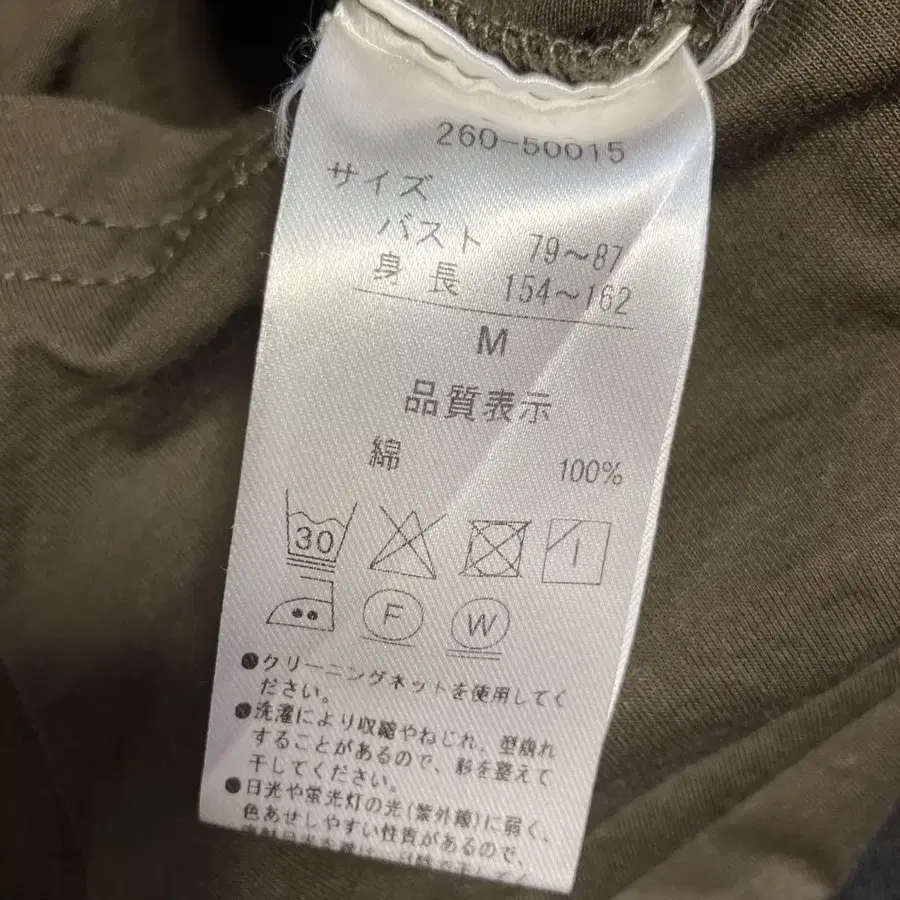 260-50015
サイズ
バスト 79～87
身長 154～162
M
品質表示
綿 100%
30
F W
●クリーニングネットを使用してく
ださい。
●洗濯により収縮やねじれ、型崩れ
することがあるので、形を整えて
干してください。
●日光や蛍光灯の光(紫外線)に弱く、
色あせしやすい性質があるので、